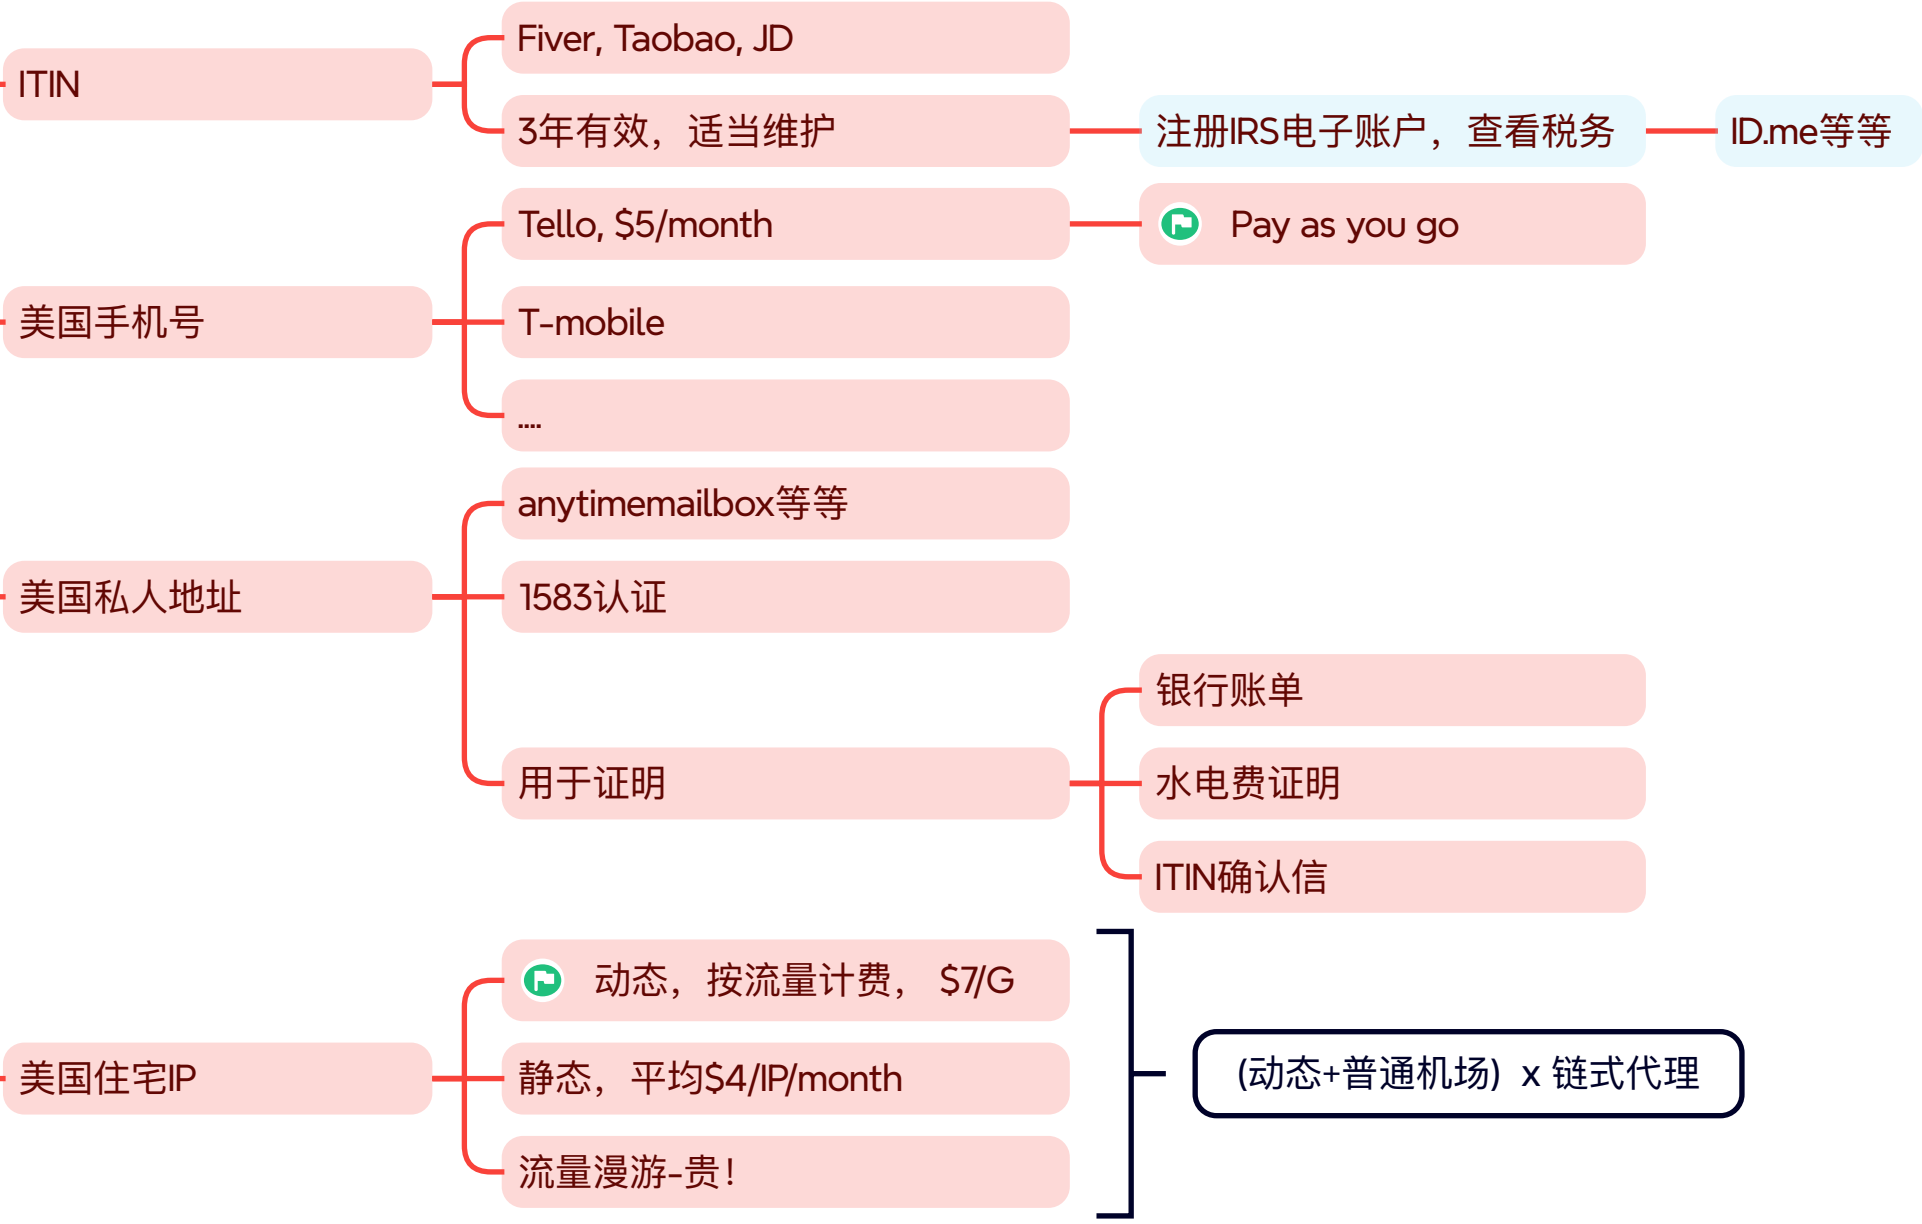 ITIN
Fiver, Taobao, JD
3年有效，适当维护
注册IRS电子账户，查看税务
ID.me等等
美国手机号
Tello, $5/month
Pay as you go
T-mobile
....
美国私人地址
anytimemailbox等等
1583认证
用于证明
银行账单
水电费证明
ITIN确认信
美国住宅IP
动态，按流量计费， $7/G
静态，平均$4/IP/month
流量漫游-贵！
(动态+普通机场) x 链式代理